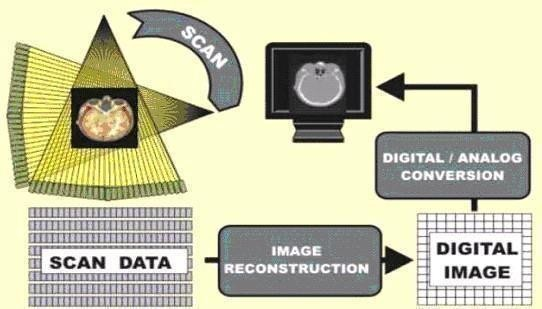 SCAN
DIGITAL / ANALOG
CONVERSION
SCAN DATA
IMAGE
RECONSTRUCTION
DIGITAL
IMAGE